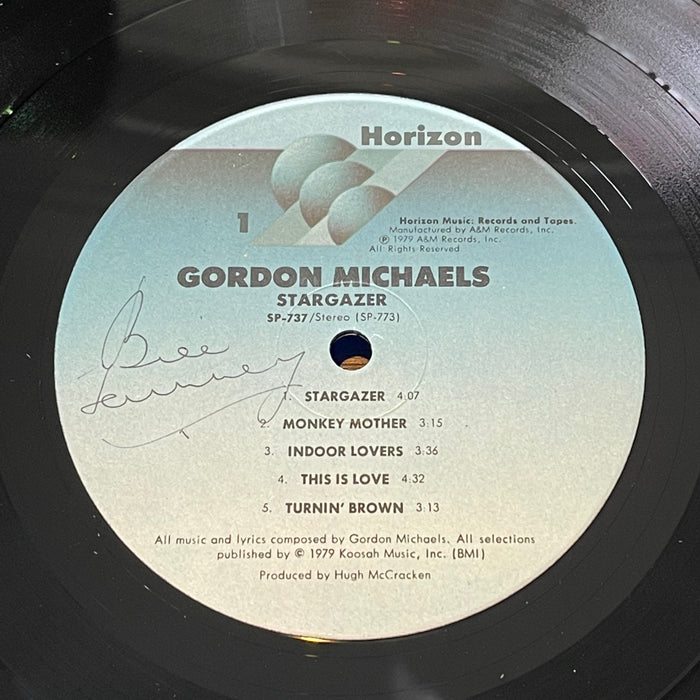 Horizon
1
Horizon Music: Records and Tapes.
Manufactured by A&M Records, Inc.
℗ 1979 A&M Records, Inc.
All Rights Reserved
GORDON MICHAELS
STARGAZER
SP-737/Stereo (SP-773)
Bill
1. STARGAZER 4:07
2. MONKEY MOTHER 3:15
3. INDOOR LOVERS 3:36
4. THIS IS LOVE 4:32
5. TURNIN' BROWN 3:13
All music and lyrics composed by Gordon Michaels. All selections
published by © 1979 Koosah Music, Inc. (BMI)
Produced by Hugh McCracken